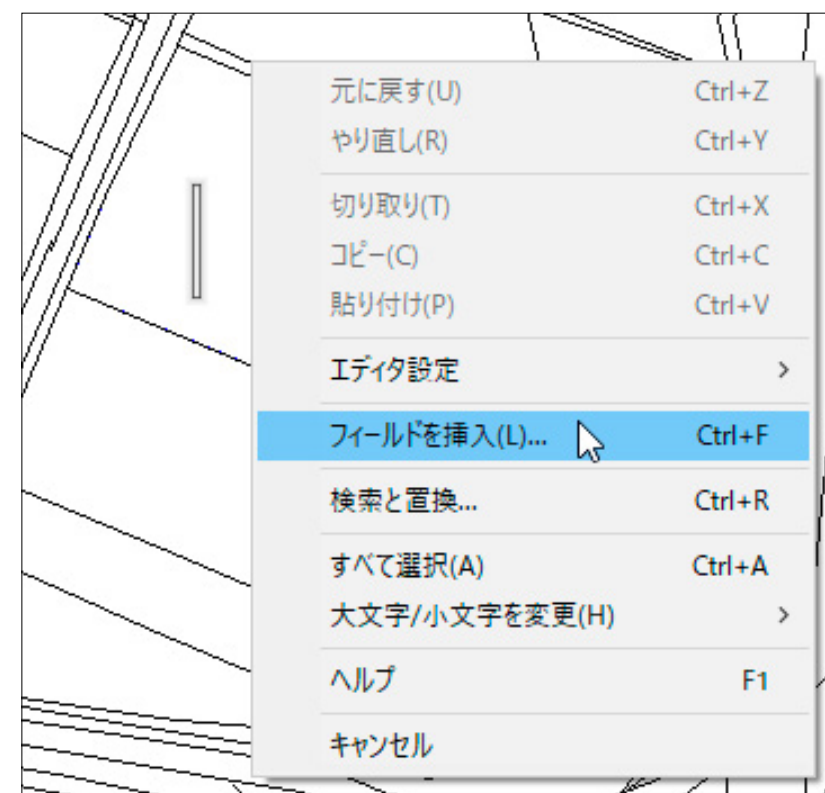 元に戻す(U) Ctrl+Z
やり直し(R) Ctrl+Y
切り取り(T) Ctrl+X
コピー(C) Ctrl+C
貼り付け(P) Ctrl+V
エディタ設定 >
フィールドを挿入(L)... Ctrl+F
検索と置換... Ctrl+R
すべて選択(A) Ctrl+A
大文字/小文字を変更(H) >
ヘルプ F1
キャンセル